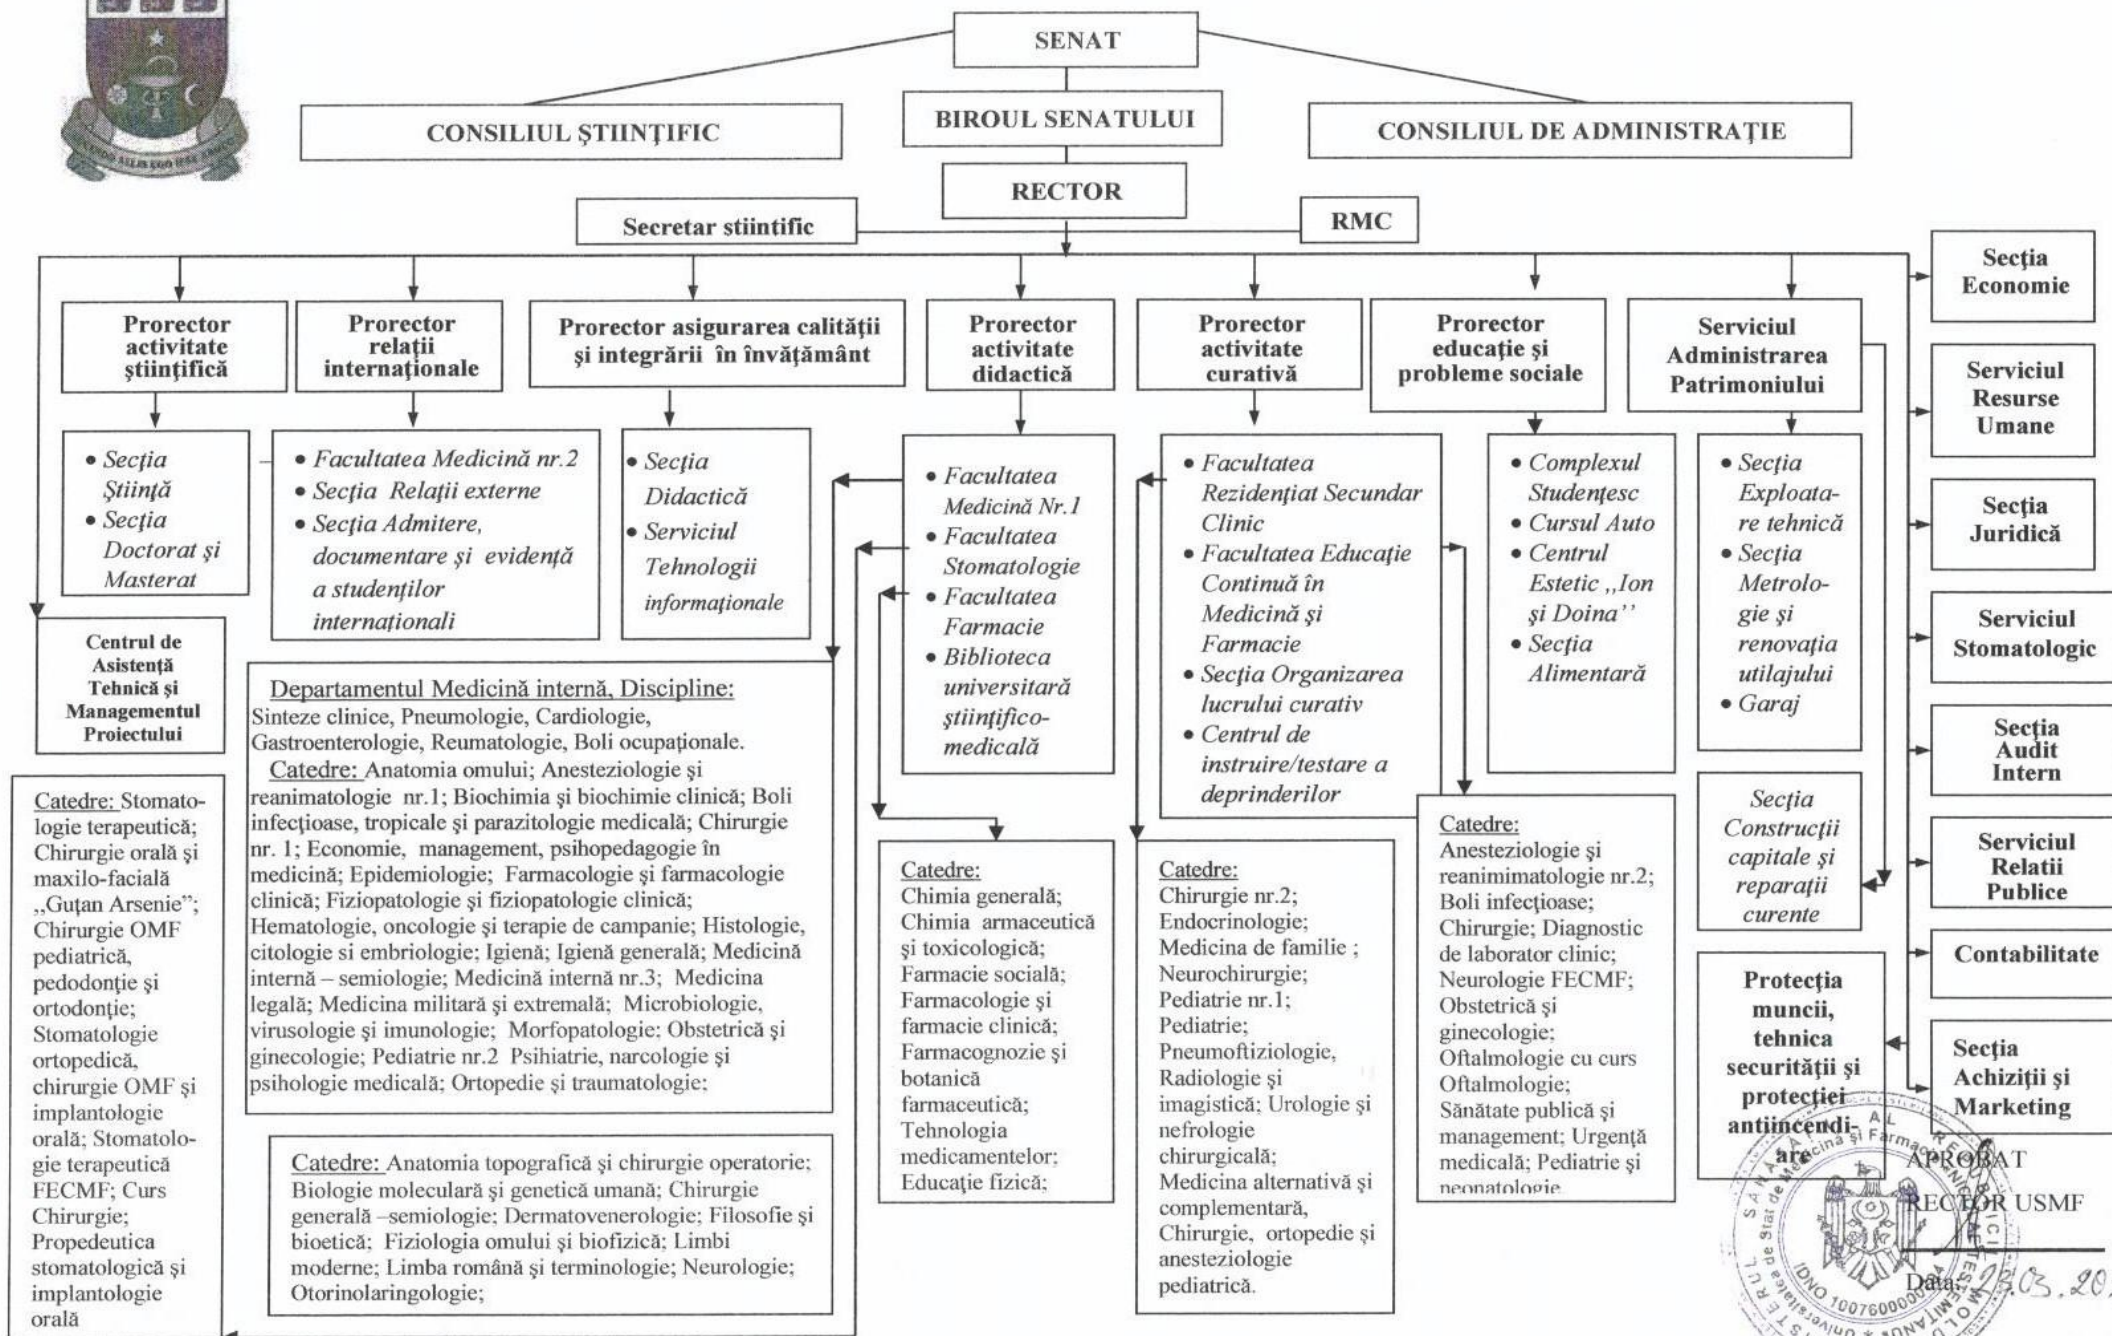 SENAT
CONSILIUL ŞTIINŢIFIC
BIROUL SENATULUI
CONSILIUL DE ADMINISTRAŢIE
RECTOR
Secretar stiintific
RMC
Prorector
activitate
ştiinţifică
Prorector
relaţii
internaţionale
Prorector asigurarea calităţii
şi integrării în învăţământ
Prorector
activitate
didactică
Prorector
activitate
curativă
Prorector
educaţie şi
probleme sociale
Serviciul
Administrarea
Patrimoniului
Secţia
Economie
Serviciul
Resurse
Umane
Secţia
Juridică
Serviciul
Stomatologic
Secţia
Audit
Intern
Serviciul
Relatii
Publice
Contabilitate
Secţia
Achiziţii şi
Marketing
• Secţia
Ştiinţă
• Secţia
Doctorat şi
Masterat
• Facultatea Medicină nr.2
• Secţia Relaţii externe
• Secţia Admitere,
documentare şi evidenţă
a studenţilor
internaţionali
• Secţia
Didactică
• Serviciul
Tehnologii
informaţionale
• Facultatea
Medicină Nr.1
• Facultatea
Stomatologie
• Facultatea
Farmacie
• Biblioteca
universitară
ştiinţifico-
medicală
• Facultatea
Rezidenţiat Secundar
Clinic
• Facultatea Educaţie
Continuă în
Medicină şi
Farmacie
• Secţia Organizarea
lucrului curativ
• Centrul de
instruire/testare a
deprinderilor
• Complexul
Studenţesc
• Cursul Auto
• Centrul
Estetic „Ion
şi Doina’’
• Secţia
Alimentară
• Secţia
Exploata-
re tehnică
• Secţia
Metrolo-
gie şi
renovaţia
utilajului
• Garaj
Secţia
Construcţii
capitale şi
reparaţii
curente
Protecţia
muncii,
tehnica
securităţii şi
protecţiei
antiincendi-
are
Centrul de
Asistenţă
Tehnică şi
Managementul
Proiectului
Catedre: Stomato-
logie terapeutică;
Chirurgie orală şi
maxilo-facială
„Guţan Arsenie”;
Chirurgie OMF
pediatrică,
pedodonţie şi
ortodonţie;
Stomatologie
ortopedică,
chirurgie OMF şi
implantologie
orală; Stomatolo-
gie terapeutică
FECMF; Curs
Chirurgie;
Propedeutica
stomatologică şi
implantologie
orală
Departamentul Medicină internă, Discipline:
Sinteze clinice, Pneumologie, Cardiologie,
Gastroenterologie, Reumatologie, Boli ocupaţionale.
Catedre: Anatomia omului; Anesteziologie şi
reanimatologie nr.1; Biochimia şi biochimie clinică; Boli
infecţioase, tropicale şi parazitologie medicală; Chirurgie
nr. 1; Economie, management, psihopedagogie în
medicină; Epidemiologie; Farmacologie şi farmacologie
clinică; Fiziopatologie şi fiziopatologie clinică;
Hematologie, oncologie şi terapie de campanie; Histologie,
citologie si embriologie; Igienă; Igienă generală; Medicină
internă – semiologie; Medicină internă nr.3; Medicina
legală; Medicina militară şi extremală; Microbiologie,
virusologie şi imunologie; Morfopatologie; Obstetrică şi
ginecologie; Pediatrie nr.2 Psihiatrie, narcologie şi
psihologie medicală; Ortopedie şi traumatologie;
Catedre: Anatomia topografică şi chirurgie operatorie;
Biologie moleculară şi genetică umană; Chirurgie
generală –semiologie; Dermatovenerologie; Filosofie şi
bioetică; Fiziologia omului şi biofizică; Limbi
moderne; Limba română şi terminologie; Neurologie;
Otorinolaringologie;
Catedre:
Chimia generală;
Chimia armaceutică
şi toxicologică;
Farmacie socială;
Farmacologie şi
farmacie clinică;
Farmacognozie şi
botanică
farmaceutică;
Tehnologia
medicamentelor;
Educaţie fizică;
Catedre:
Chirurgie nr.2;
Endocrinologie;
Medicina de familie ;
Neurochirurgie;
Pediatrie nr.1;
Pediatrie;
Pneumoftiziologie,
Radiologie şi
imagistică; Urologie şi
nefrologie
chirurgicală;
Medicina alternativă şi
complementară,
Chirurgie, ortopedie şi
anesteziologie
pediatrică.
Catedre:
Anesteziologie şi
reanimimatologie nr.2;
Boli infecţioase;
Chirurgie; Diagnostic
de laborator clinic;
Neurologie FECMF;
Obstetrică şi
ginecologie;
Oftalmologie cu curs
Oftalmologie;
Sănătate publică şi
management; Urgenţă
medicală; Pediatrie şi
neonatologie
APROBAT
RECTOR USMF
Data: